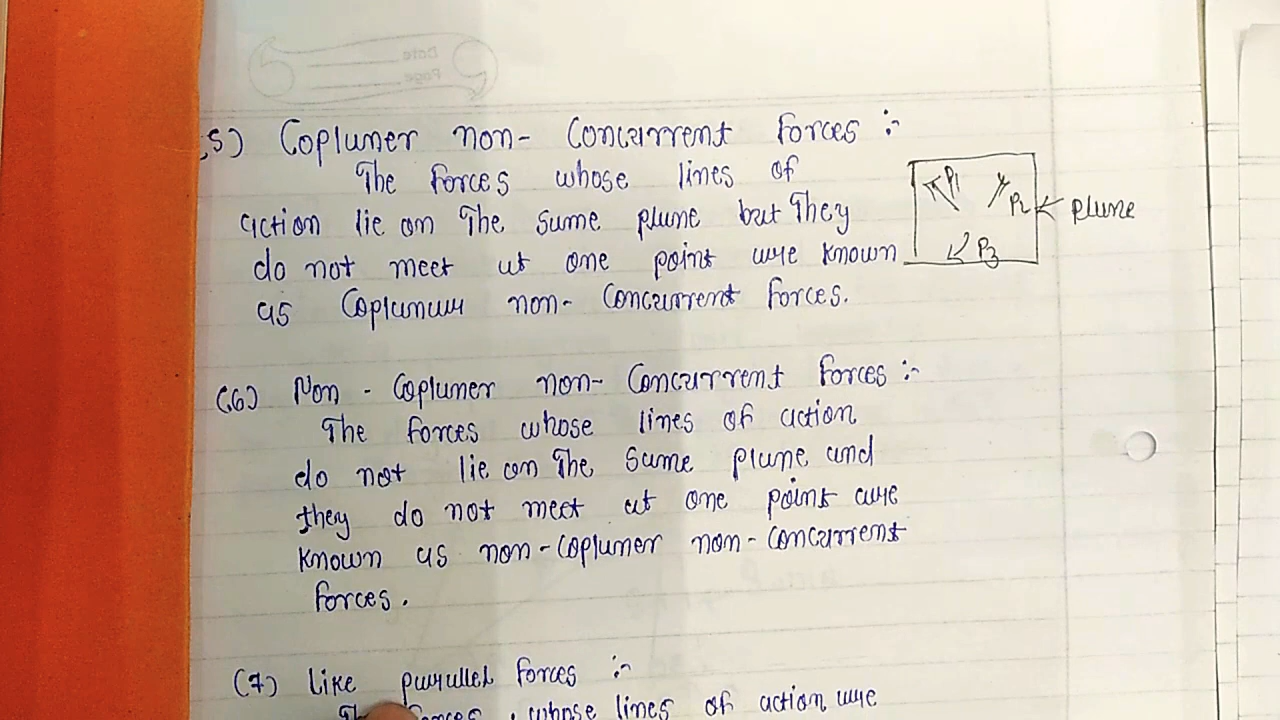 5) Coplaner non- Concurrent Forces :-
The Forces whose lines of
action lie on The same plane but They
do not meet at one point are known
as Coplanar non- Concurrent Forces.
P1
P2
P3
plane
(6) Non - Coplaner non- Concurrent Forces :-
The Forces whose lines of action
do not lie on The same plane and
they do not meet at one point are
known as non-Coplaner non-Concurrent
Forces.
(7) Like parallel Forces :-
whose lines of action are